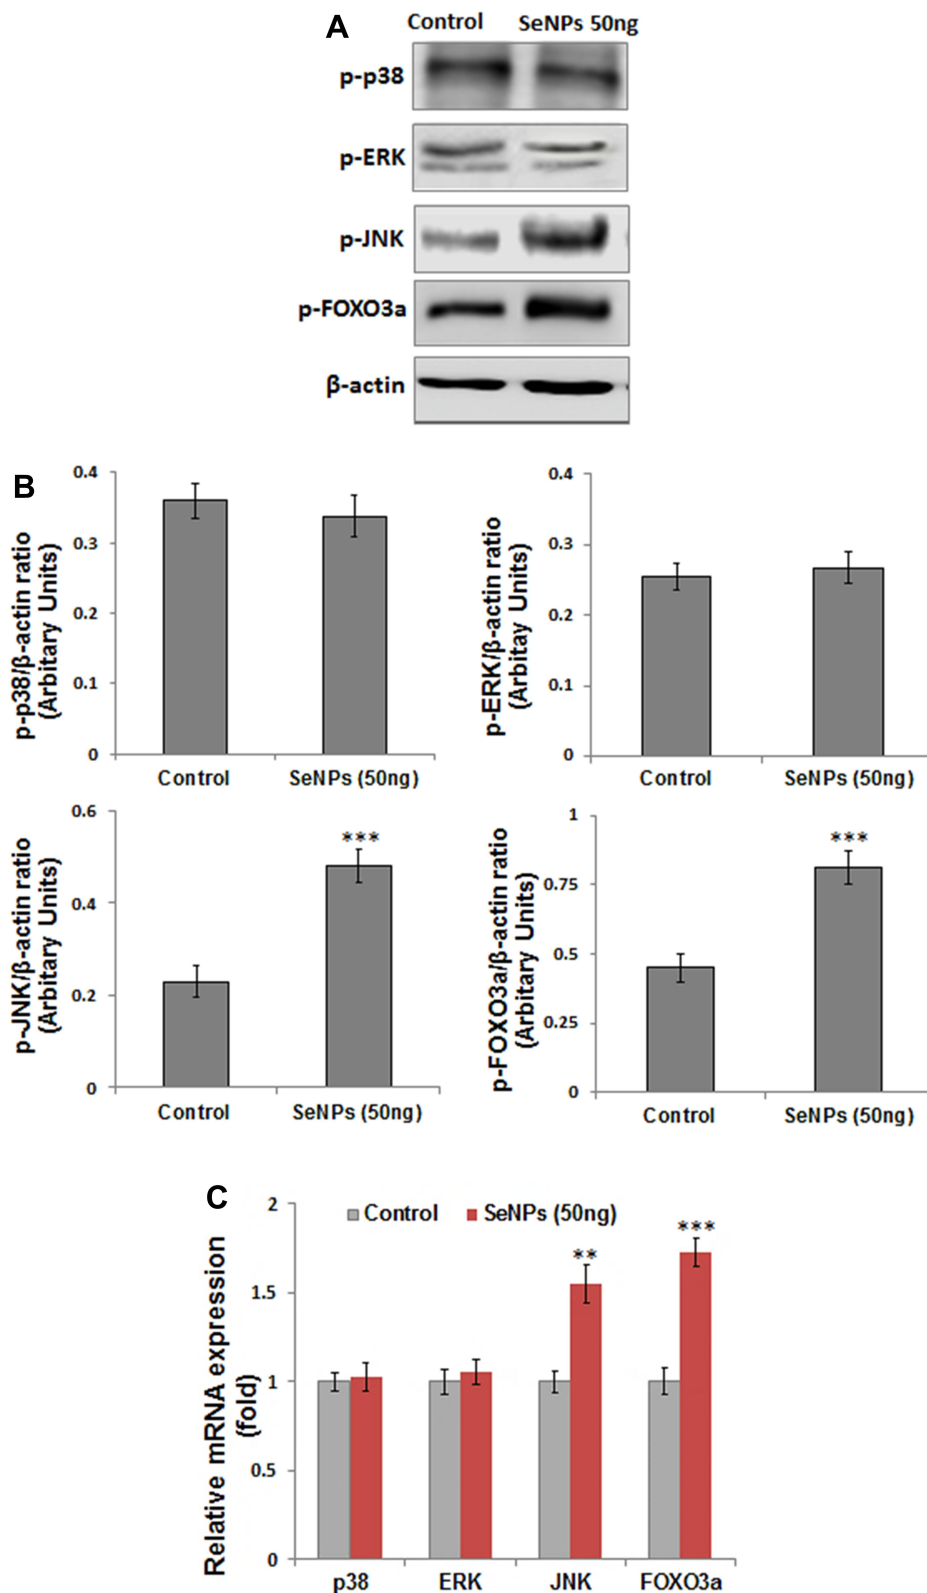 A
Control SeNPs 50ng
p-p38
p-ERK
p-JNK
p-FOXO3a
β-actin
B
p-p38/β-actin ratio
(Arbitary Units)
0.4
0.3
0.2
0.1
0
Control SeNPs (50ng)
p-ERK/β-actin ratio
(Arbitay Units)
0.4
0.3
0.2
0.1
0
Control SeNPs (50ng)
p-JNK/β-actin ratio
(Arbitary Units)
0.6
0.4
0.2
0
***
Control SeNPs (50ng)
p-FOXO3a/β-actin ratio
(Arbitary Units)
1
0.75
0.5
0.25
0
***
Control SeNPs (50ng)
C
Relative mRNA expression
(fold)
2
1.5
1
0.5
0
Control SeNPs (50ng)
**
***
p38 ERK JNK FOXO3a